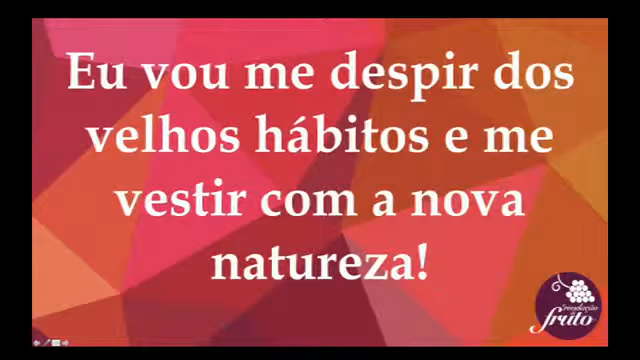 Eu vou me despir dos
velhos hábitos e me
vestir com a nova
natureza!
fruto